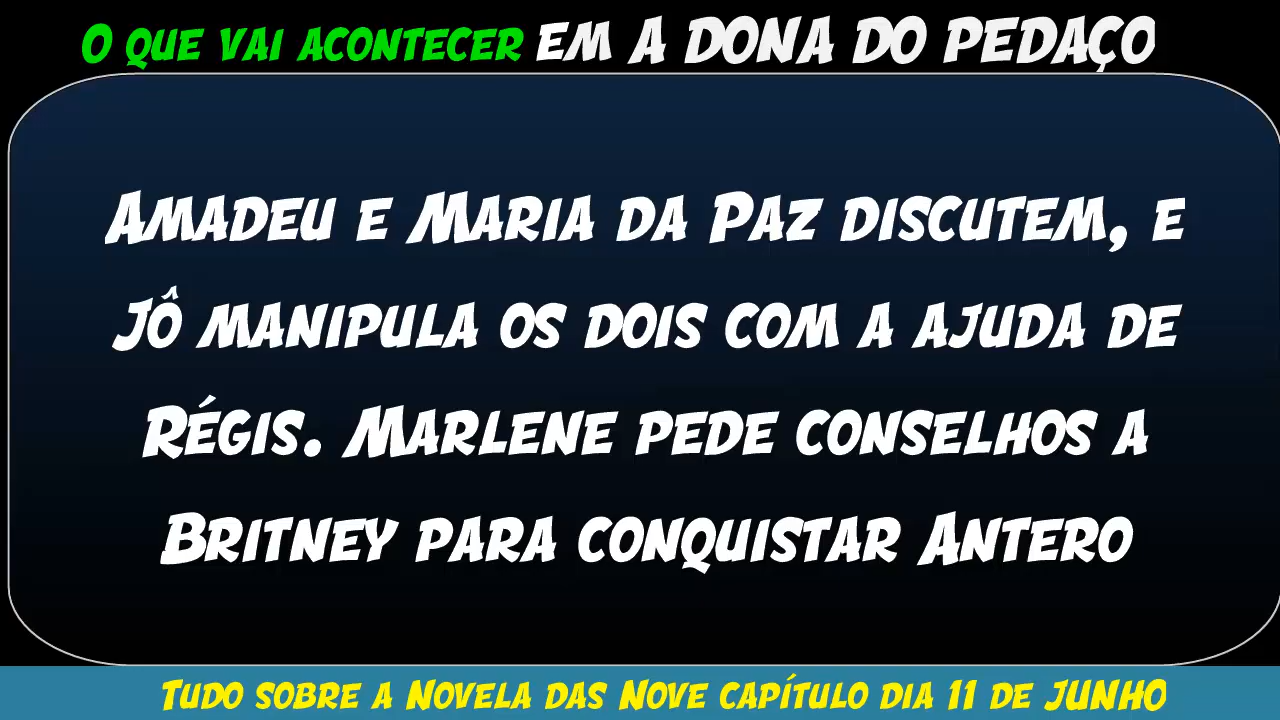 O que vai acontecer em A DONA DO PEDAÇO
Amadeu e Maria da Paz discutem, e
Jô manipula os dois com a ajuda de
Régis. Marlene pede conselhos a
Britney para conquistar Antero
Tudo sobre a Novela das Nove capítulo dia 11 de JUNHO